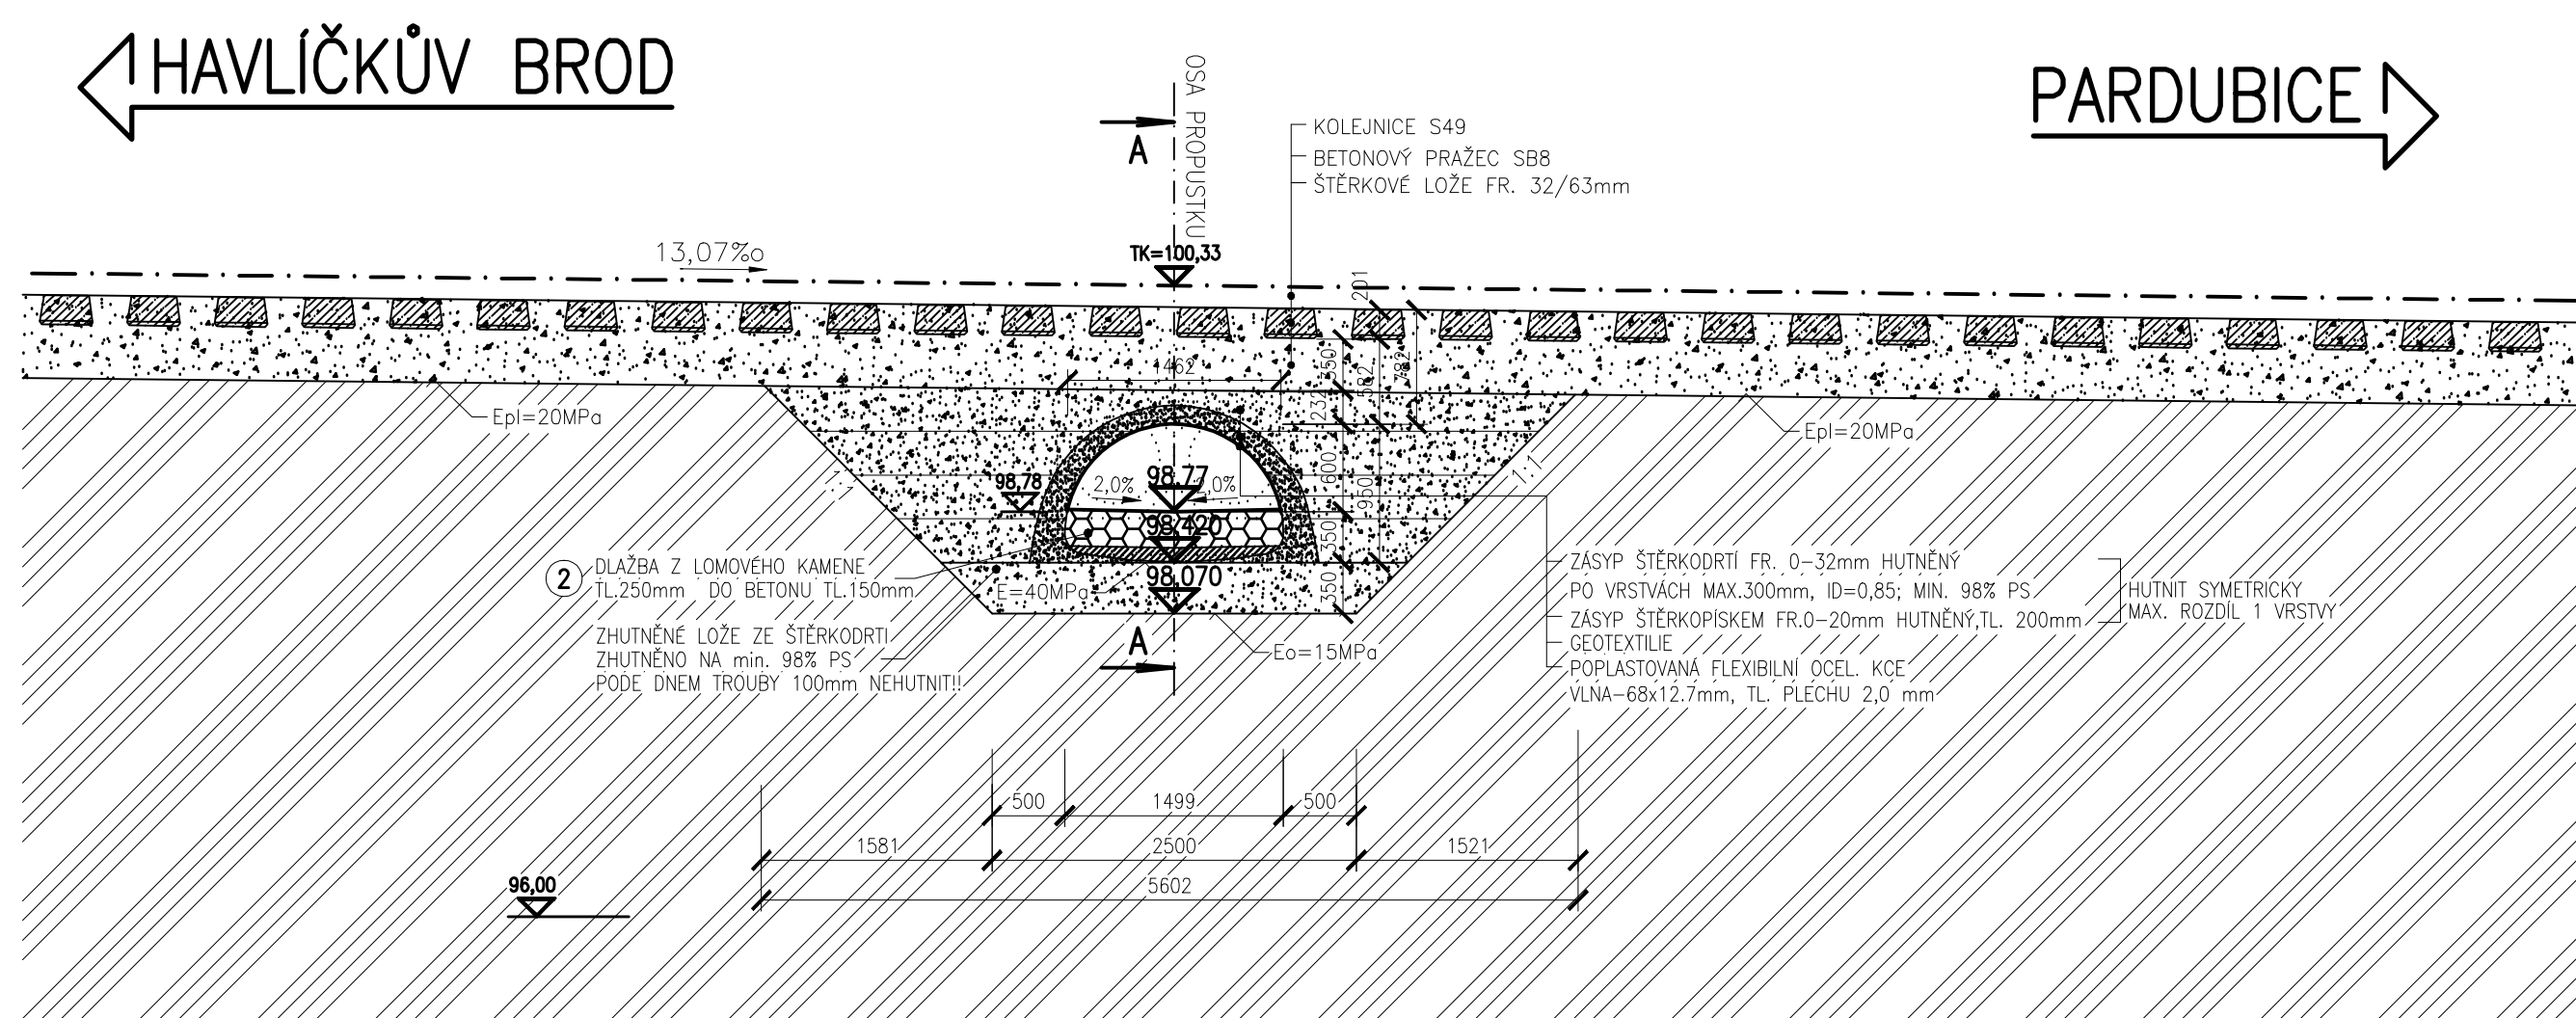 HAVLÍČKŮV BROD
PARDUBICE
OSA PROPUSTKU
A
KOLEJNICE S49
BETONOVÝ PRAŽEC SB8
ŠTĚRKOVÉ LOŽE FR. 32/63mm
13,07‰
TK=100,33
201
1462
350
582
782
232
Epl=20MPa
Epl=20MPa
1:1
1:1
98,78
2,0%
98,77
2,0%
600
950
98,420
350
98,070
350
2
DLAŽBA Z LOMOVÉHO KAMENE
TL.250mm DO BETONU TL.150mm
E=40MPa
ZHUTNĚNÉ LOŽE ZE ŠTĚRKODRTI
ZHUTNĚNO NA min. 98% PS
PODE DNEM TROUBY 100mm NEHUTNIT!!
A
Eo=15MPa
ZÁSYP ŠTĚRKODRTÍ FR. 0-32mm HUTNĚNÝ
PO VRSTVÁCH MAX.300mm, ID=0,85; MIN. 98% PS
ZÁSYP ŠTĚRKOPÍSKEM FR.0-20mm HUTNĚNÝ,TL. 200mm
GEOTEXTILIE
POPLASTOVANÁ FLEXIBILNÍ OCEL. KCE
VLNA-68x12.7mm, TL. PLECHU 2,0 mm
HUTNIT SYMETRICKY
MAX. ROZDÍL 1 VRSTVY
500
1499
500
1581
2500
1521
5602
96,00